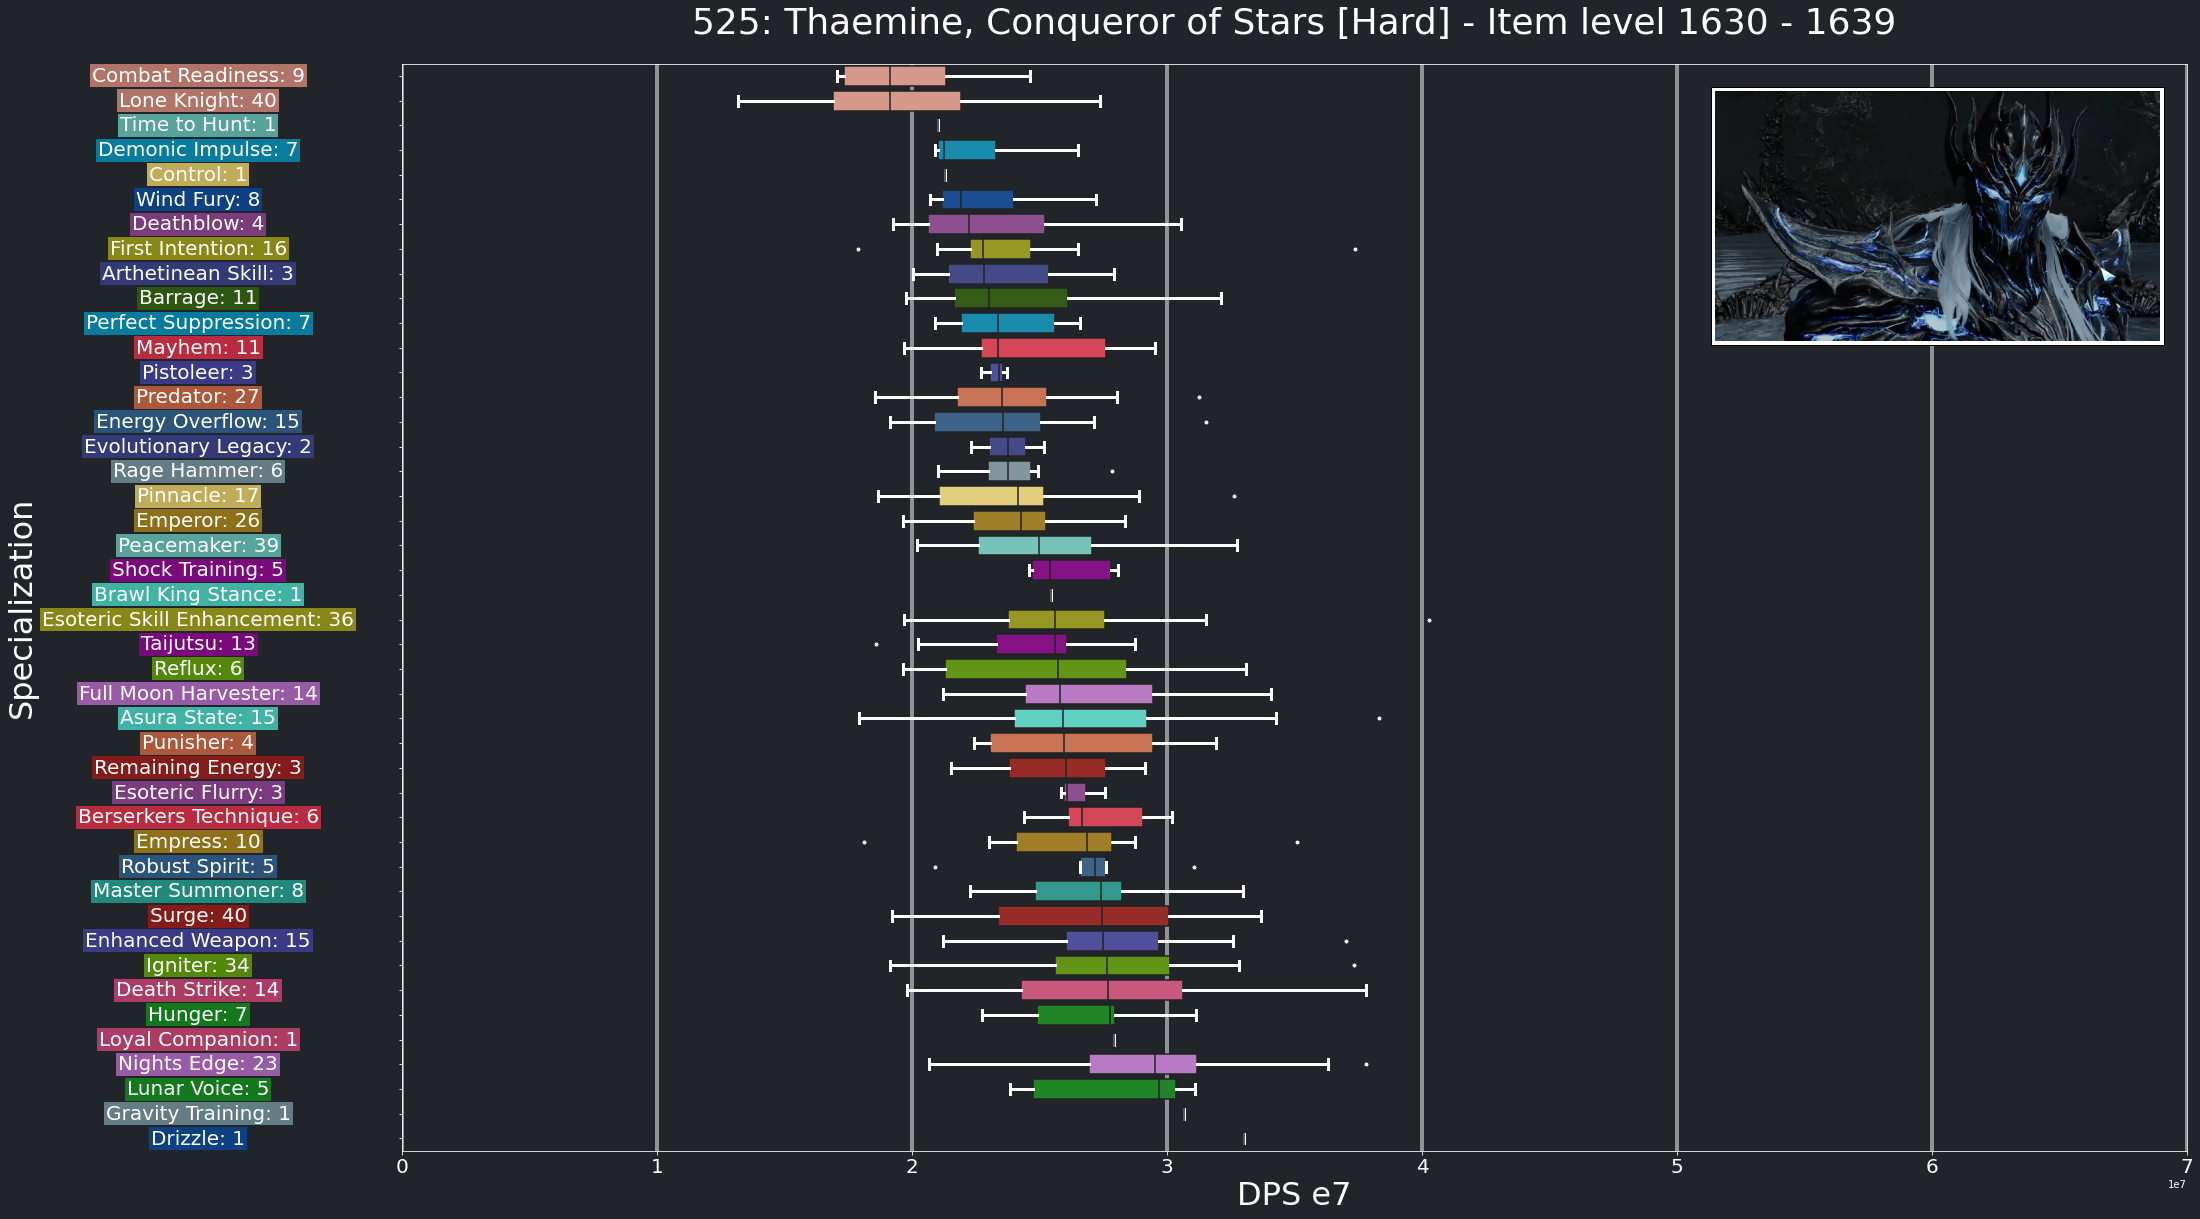 525: Thaemine, Conqueror of Stars [Hard] - Item level 1630 - 1639
Combat Readiness: 9
Lone Knight: 40
Time to Hunt: 1
Demonic Impulse: 7
Control: 1
Wind Fury: 8
Deathblow: 4
First Intention: 16
Arthetinean Skill: 3
Barrage: 11
Perfect Suppression: 7
Mayhem: 11
Pistoleer: 3
Predator: 27
Energy Overflow: 15
Evolutionary Legacy: 2
Rage Hammer: 6
Pinnacle: 17
Emperor: 26
Peacemaker: 39
Shock Training: 5
Brawl King Stance: 1
Esoteric Skill Enhancement: 36
Taijutsu: 13
Reflux: 6
Full Moon Harvester: 14
Asura State: 15
Punisher: 4
Remaining Energy: 3
Esoteric Flurry: 3
Berserkers Technique: 6
Empress: 10
Robust Spirit: 5
Master Summoner: 8
Surge: 40
Enhanced Weapon: 15
Igniter: 34
Death Strike: 14
Hunger: 7
Loyal Companion: 1
Nights Edge: 23
Lunar Voice: 5
Gravity Training: 1
Drizzle: 1
Specialization
0 1 2 3 4 5 6 7
1e7
DPS e7